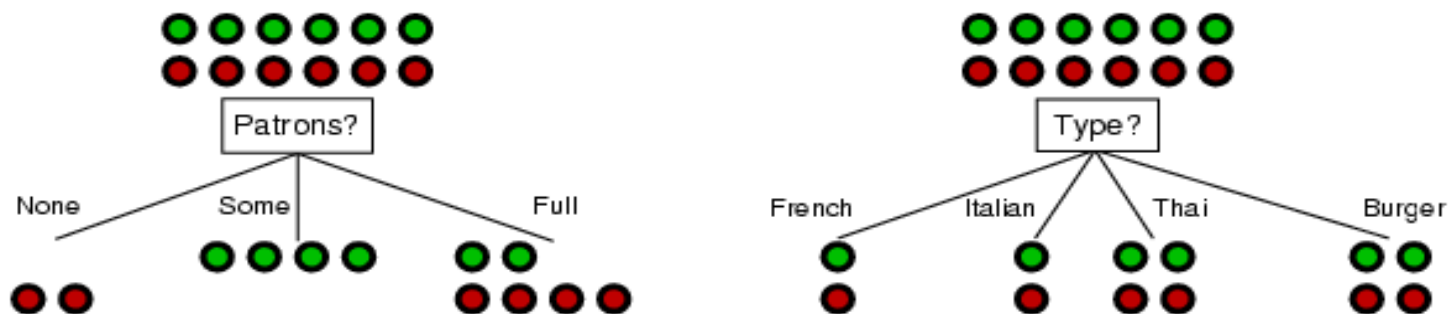 Patrons?
None
Some
Full
Type?
French
Italian
Thai
Burger